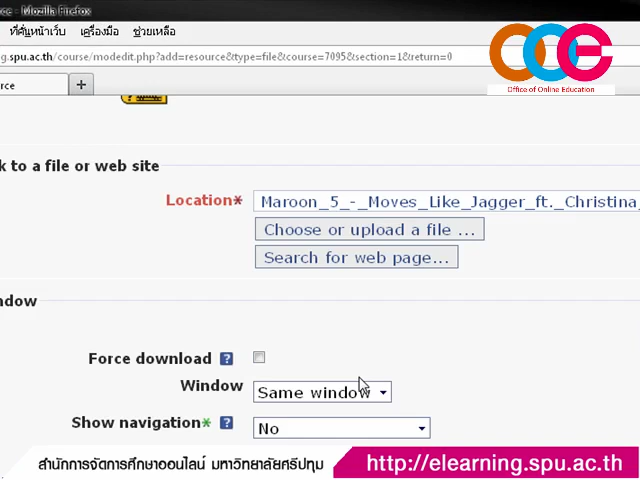 ce - Mozilla Firefox
ที่คั่นหน้าเว็บ เครื่องมือ ช่วยเหลือ
g.spu.ac.th/course/modedit.php?add=resource&type=file&course=7095&section=1&return=0
rce
Office of Online Education
k to a file or web site
Location* Maroon_5_-_Moves_Like_Jagger_ft._Christina_
Choose or upload a file ...
Search for web page...
ndow
Force download ?
Window Same window
Show navigation* ? No
สำนักการจัดการศึกษาออนไลน์ มหาวิทยาลัยศรีปทุม http://elearning.spu.ac.th